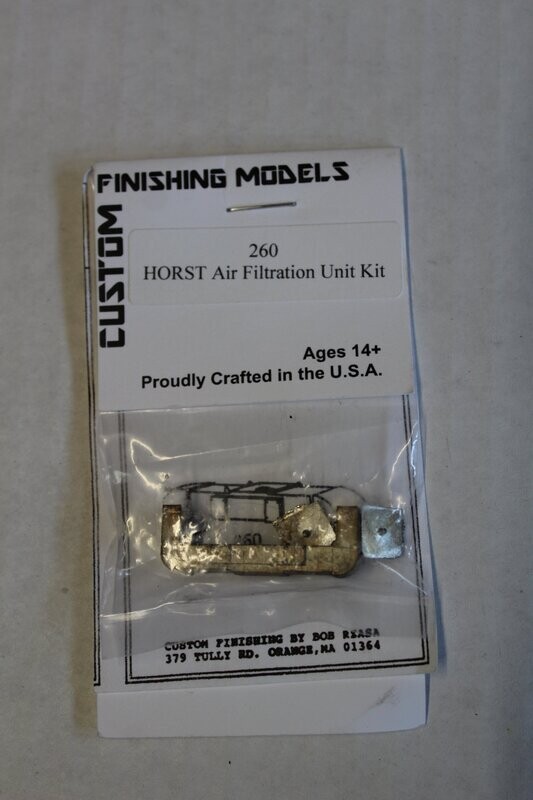 CUSTOM
FINISHING MODELS
260
HORST Air Filtration Unit Kit
Ages 14+
Proudly Crafted in the U.S.A.
260
CUSTOM FINISHING BY BOB REASA
379 TULLY RD. ORANGE,MA 01364